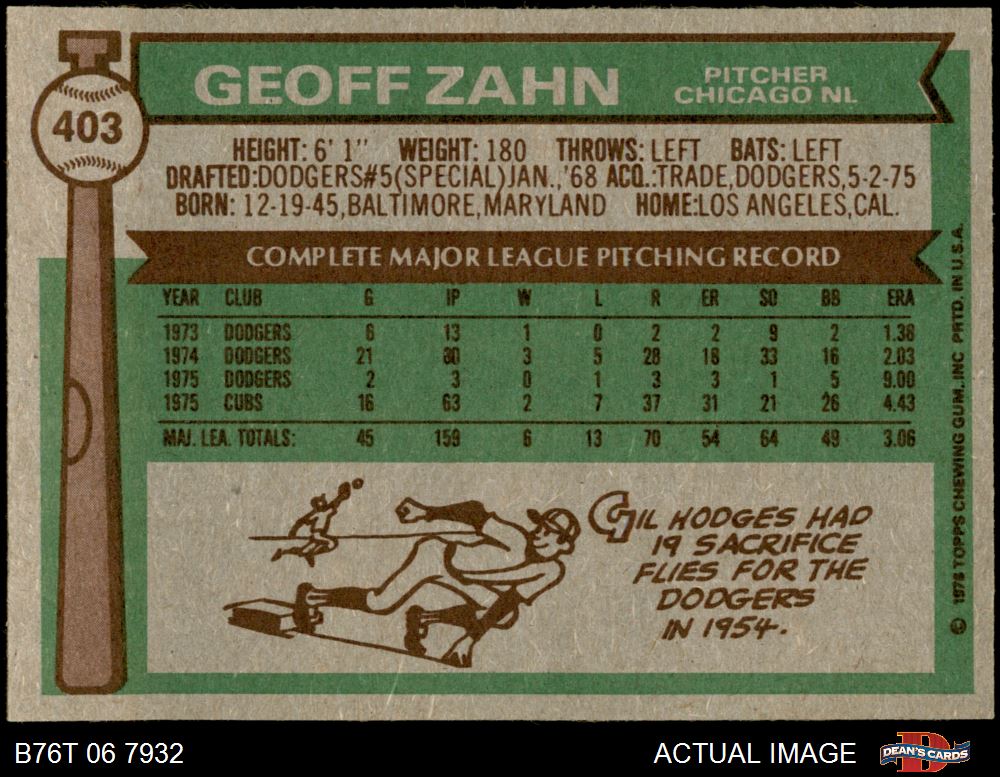 403
GEOFF ZAHN
PITCHER
CHICAGO NL
HEIGHT: 6' 1" WEIGHT: 180 THROWS: LEFT BATS: LEFT
DRAFTED:DODGERS#5(SPECIAL)JAN.,'68 ACQ.:TRADE,DODGERS,5-2-75
BORN: 12-19-45,BALTIMORE,MARYLAND HOME:LOS ANGELES,CAL.
COMPLETE MAJOR LEAGUE PITCHING RECORD
YEAR CLUB G IP W L R ER SO BB ERA
1973 DODGERS 6 13 1 0 2 2 9 2 1.38
1974 DODGERS 21 80 3 5 28 18 33 16 2.03
1975 DODGERS 2 3 0 1 3 3 1 5 9.00
1975 CUBS 16 63 2 7 37 31 21 26 4.43
MAJ. LEA. TOTALS: 45 159 6 13 70 54 64 49 3.06
GIL HODGES HAD
19 SACRIFICE
FLIES FOR THE
DODGERS
IN 1954.
© 1976 TOPPS CHEWING GUM, INC PRTD. IN U.S.A.
B76T 06 7932
ACTUAL IMAGE
DEAN'S CARDS